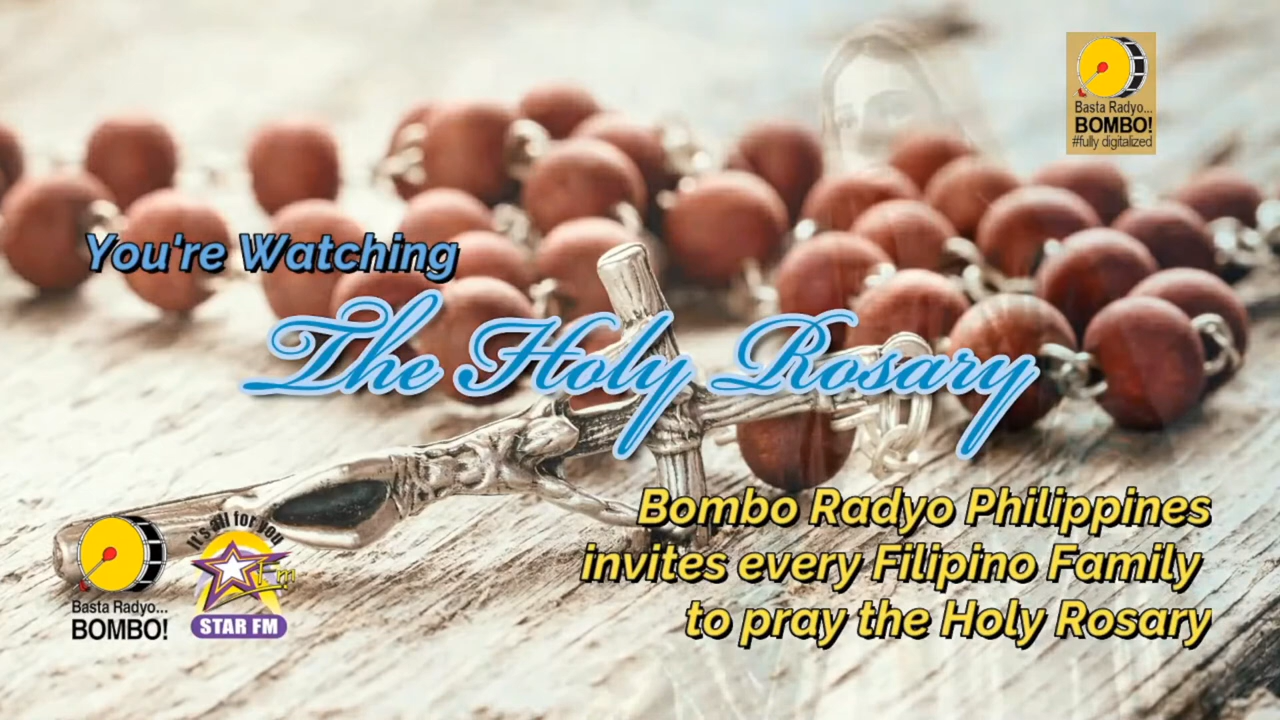 Basta Radyo...
BOMBO!
#fully digitalized
You're Watching
The Holy Rosary
Bombo Radyo Philippines
invites every Filipino Family
to pray the Holy Rosary
Basta Radyo...
BOMBO!
It's all for you
Fm
STAR FM